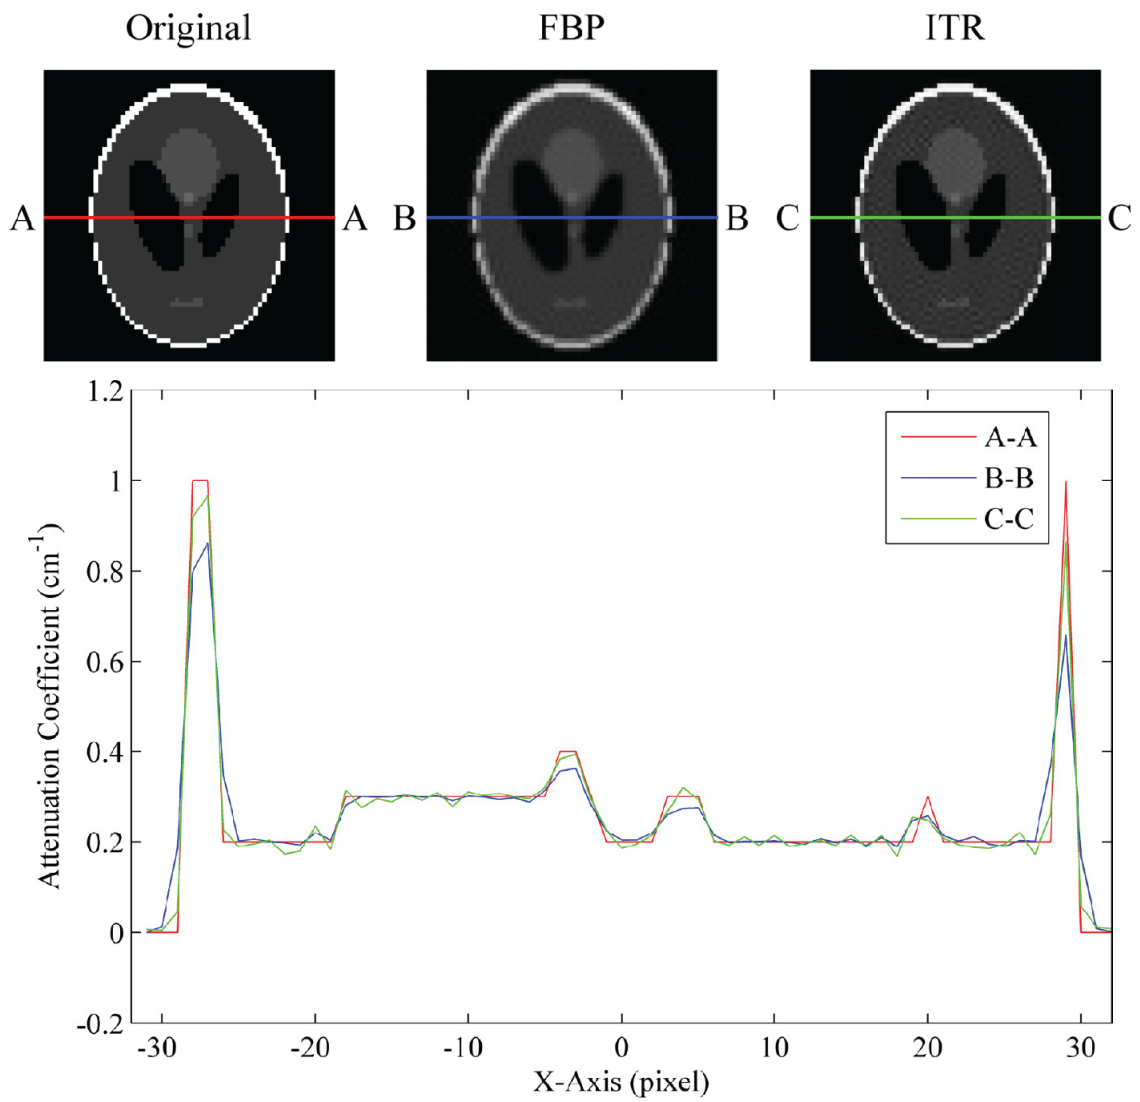 Original FBP ITR
A A B B C C
1.2
1
0.8
0.6
0.4
0.2
0
-0.2
Attenuation Coefficient (cm⁻¹)
A-A
B-B
C-C
-30 -20 -10 0 10 20 30
X-Axis (pixel)